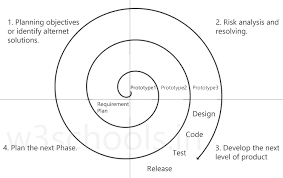 1. Planning objectives
or identify alternet
solutions.
2. Risk analysis and
resolving.
Prototype1
Prototype2
Prototype3
Requirement
Plan
Design
Code
Test
Release
4. Plan the next Phase.
3. Develop the next
level of product
w3schools.in